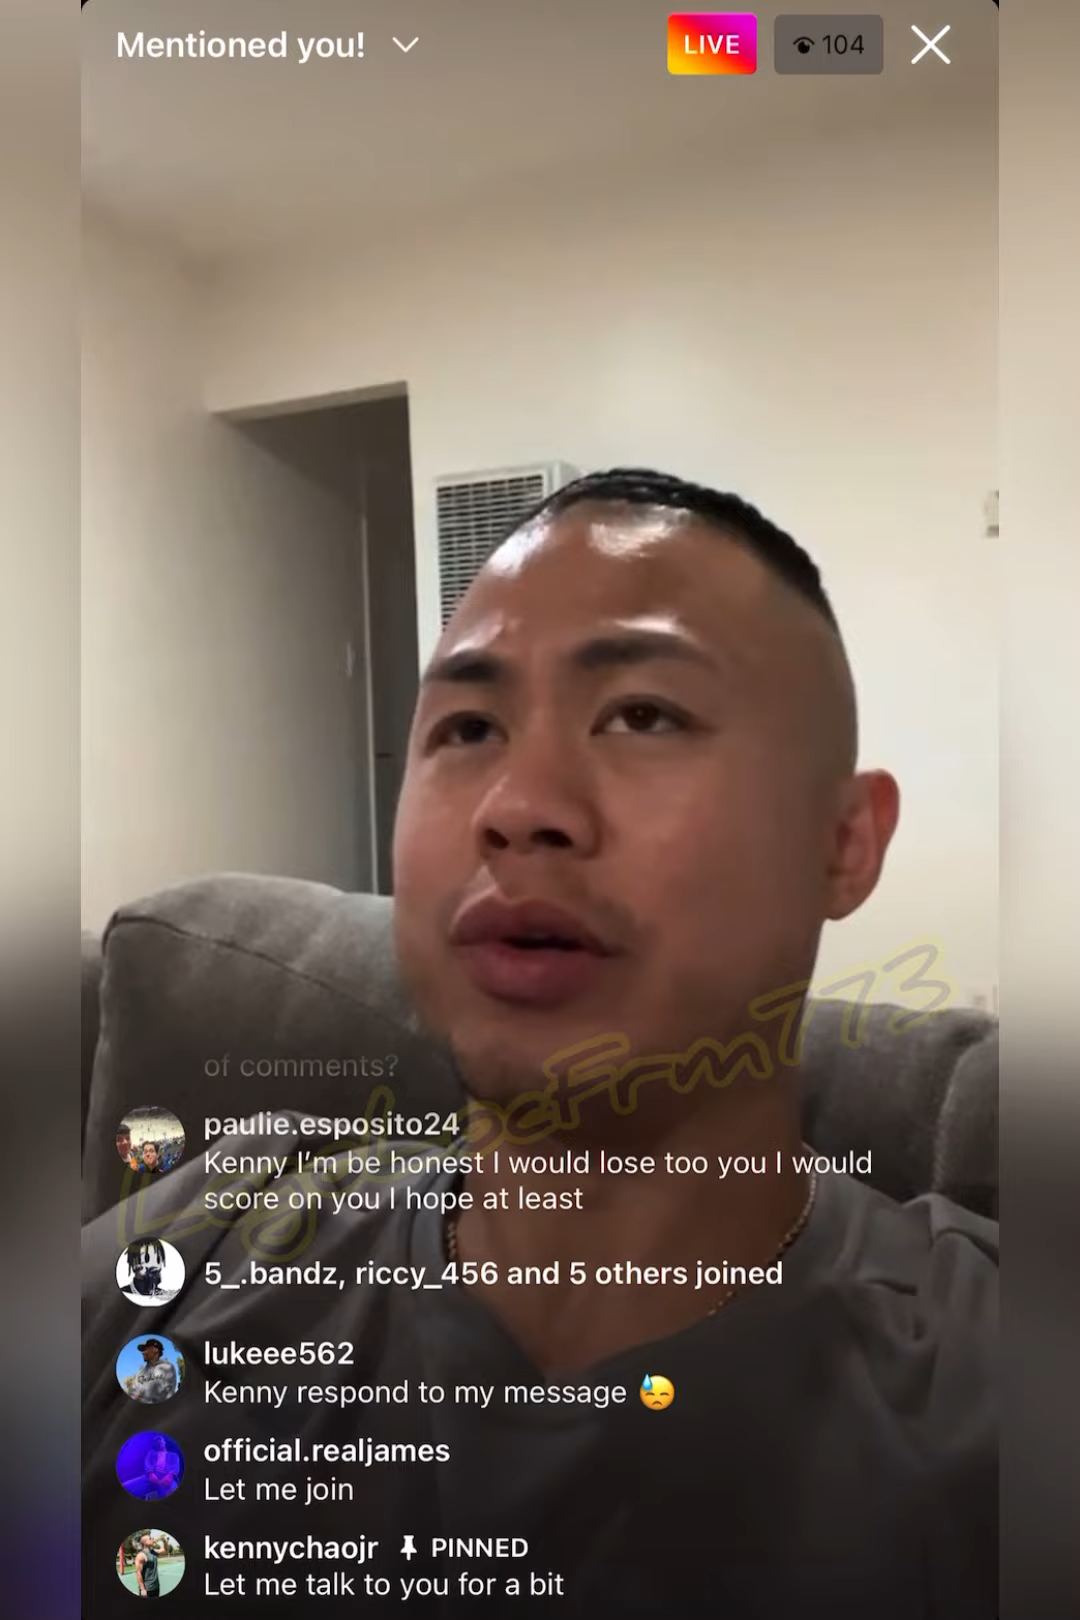 Mentioned you!
LIVE
104
of comments?
paulie.esposito24
Kenny I'm be honest I would lose too you I would
score on you I hope at least
5_.bandz, riccy_456 and 5 others joined
lukeee562
Kenny respond to my message 😓
official.realjames
Let me join
kennychaojr PINNED
Let me talk to you for a bit